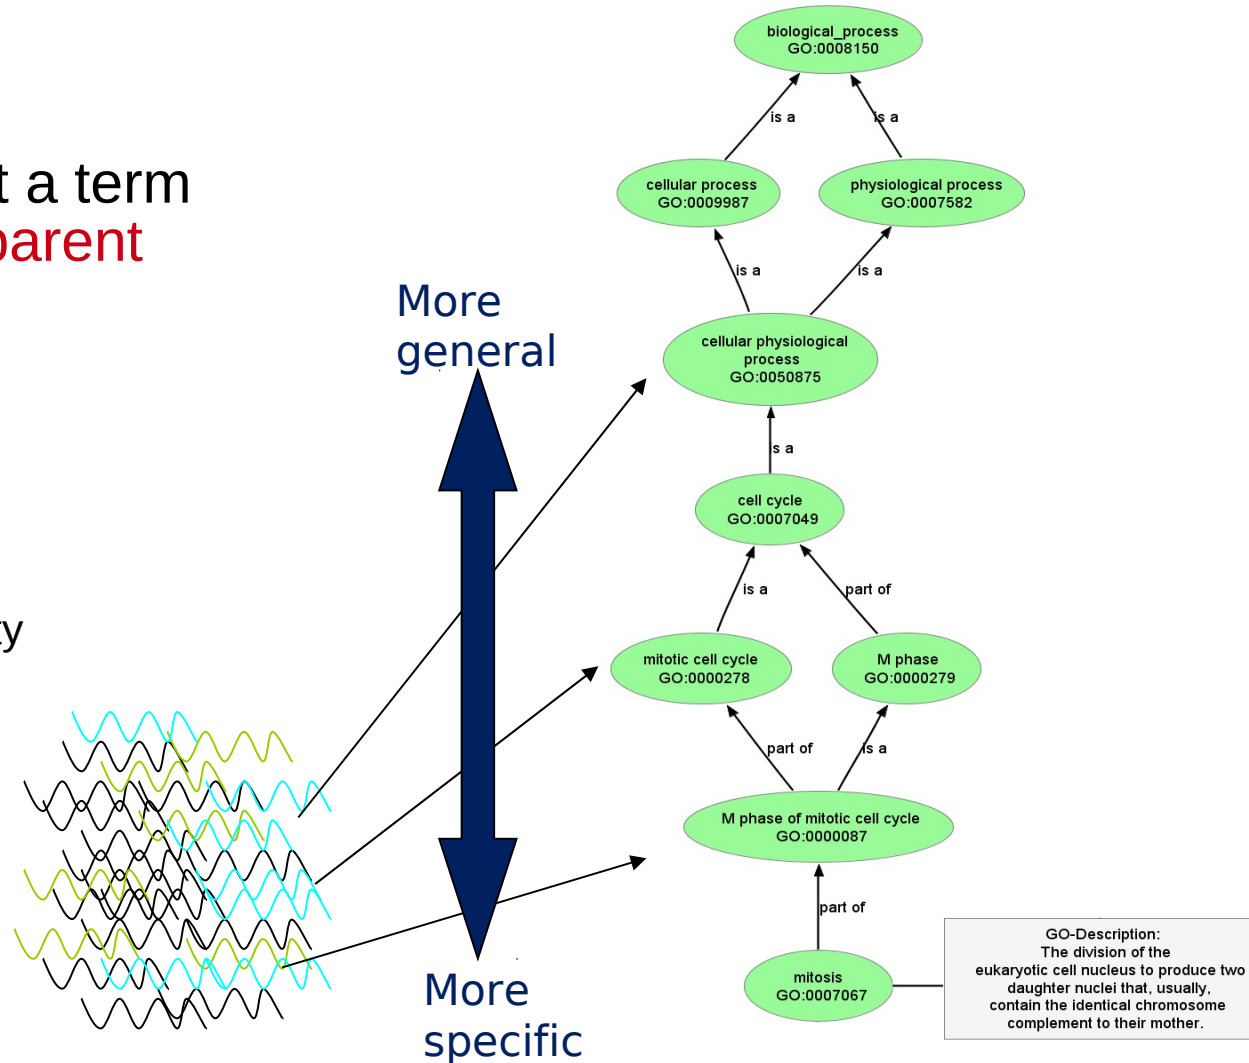 biological_process
GO:0008150
is a
is a
t a term
parent
cellular process
GO:0009987
physiological process
GO:0007582
is a
is a
More
general
cellular physiological
process
GO:0050875
is a
cell cycle
GO:0007049
is a
part of
ty
mitotic cell cycle
GO:0000278
M phase
GO:0000279
part of
is a
M phase of mitotic cell cycle
GO:0000087
part of
More
specific
mitosis
GO:0007067
GO-Description:
The division of the
eukaryotic cell nucleus to produce two
daughter nuclei that, usually,
contain the identical chromosome
complement to their mother.